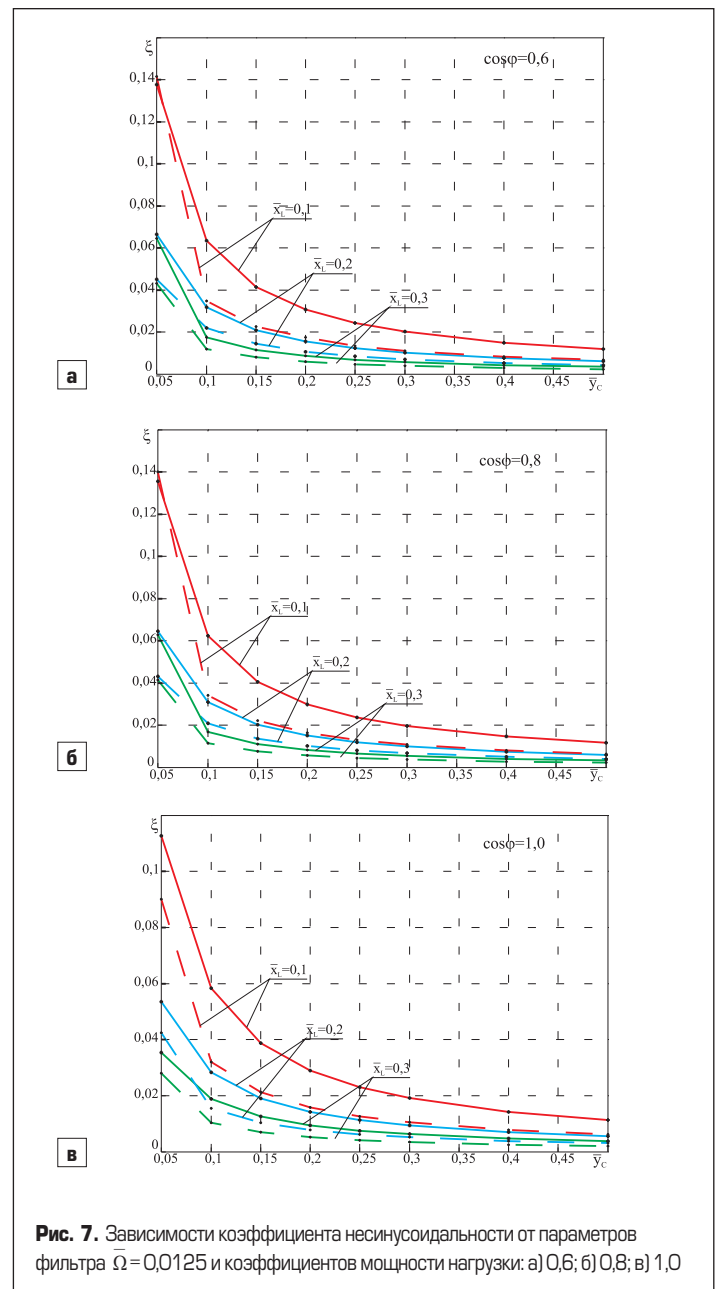 ξ
cosφ=0,6
0,14
0,12
0,1
0,08
0,06
0,04
0,02
0
x̄L=0,1
x̄L=0,2
x̄L=0,3
0,05 0,1 0,15 0,2 0,25 0,3 0,35 0,4 0,45 ȳC
а
ξ
cosϕ=0,8
0,14
0,12
0,1
0,08
0,06
0,04
0,02
0
x̄L=0,1
x̄L=0,2
x̄L=0,3
0,05 0,1 0,15 0,2 0,25 0,3 0,35 0,4 0,45 ȳC
б
ξ
cosϕ=1,0
0,1
0,08
0,06
0,04
0,02
0
x̄L=0,1
x̄L=0,2
x̄L=0,3
0,05 0,1 0,15 0,2 0,25 0,3 0,35 0,4 0,45 ȳC
в
Рис. 7. Зависимости коэффициента несинусоидальности от параметров
фильтра Ω̄ = 0,0125 и коэффициентов мощности нагрузки: а) 0,6; б) 0,8; в) 1,0